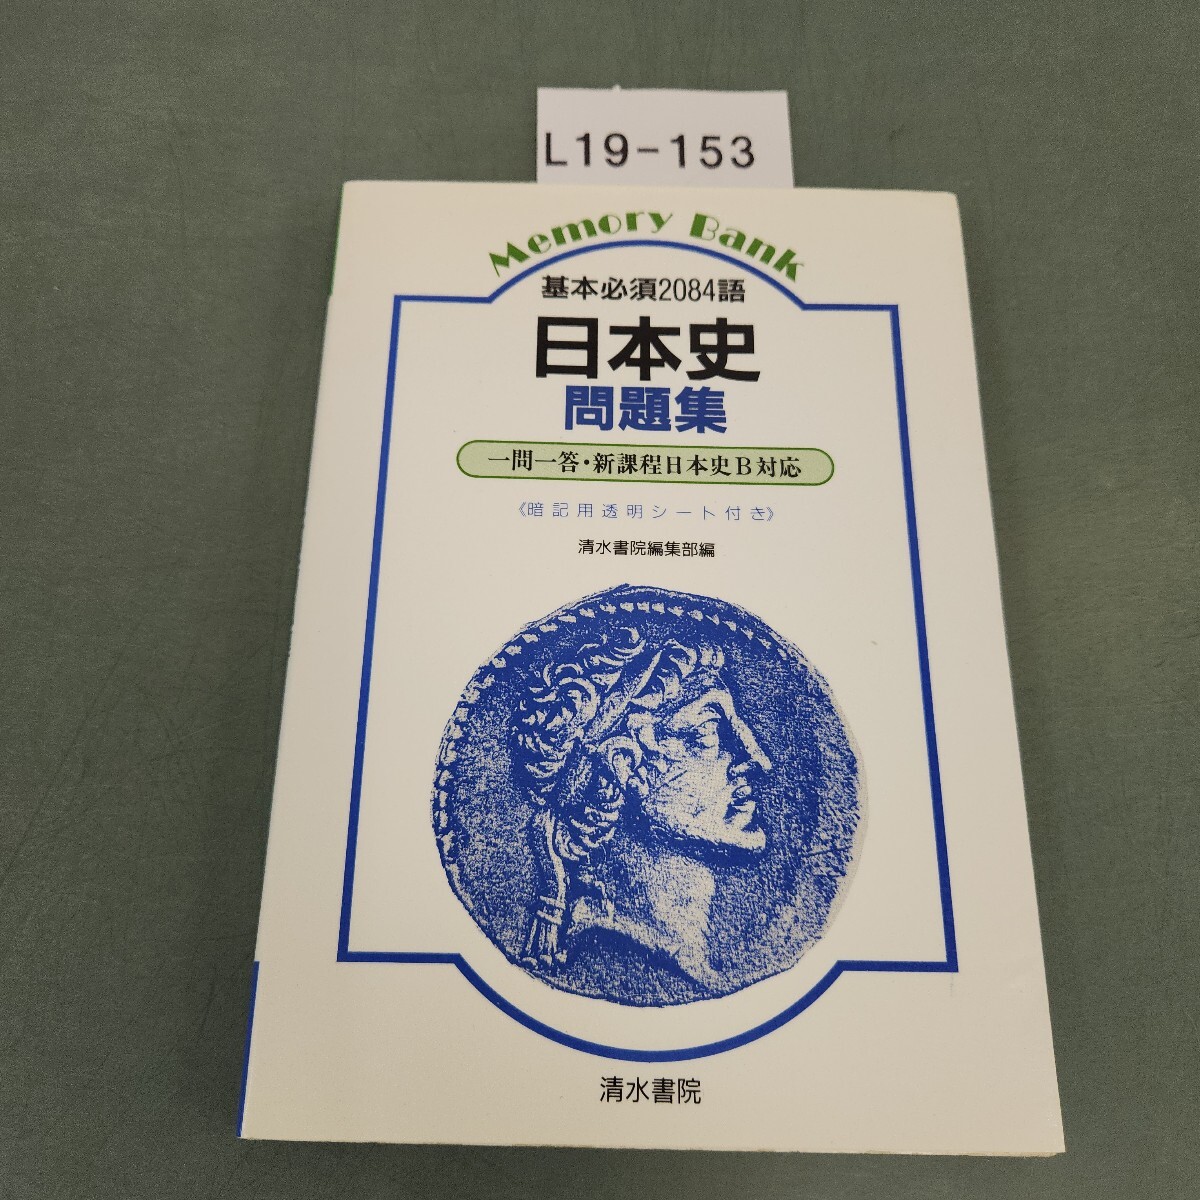 L19-153
Memory Bank
基本必須2084語
日本史
問題集
一問一答・新課程日本史B対応
《暗記用透明シート付き》
清水書院編集部編
清水書院